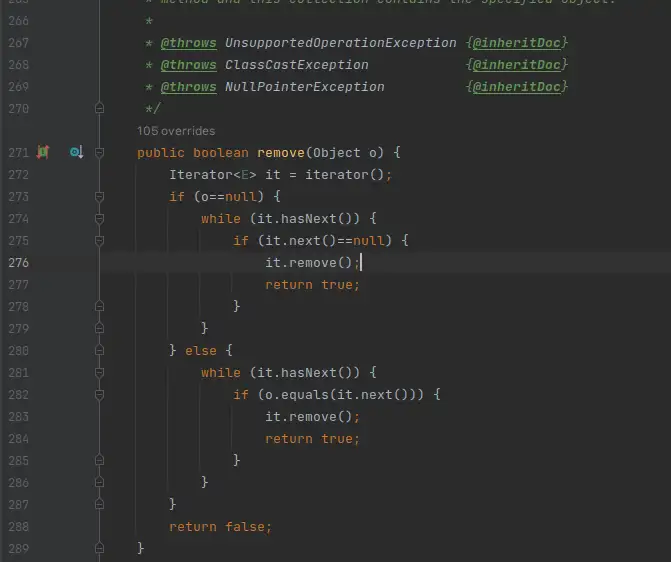 265 * method and this collection contains the specified object.
266 *
267 * @throws UnsupportedOperationException {@inheritDoc}
268 * @throws ClassCastException {@inheritDoc}
269 * @throws NullPointerException {@inheritDoc}
270 */
105 overrides
271 public boolean remove(Object o) {
272 Iterator<E> it = iterator();
273 if (o==null) {
274 while (it.hasNext()) {
275 if (it.next()==null) {
276 it.remove();
277 return true;
278 }
279 }
280 } else {
281 while (it.hasNext()) {
282 if (o.equals(it.next())) {
283 it.remove();
284 return true;
285 }
286 }
287 }
288 return false;
289 }